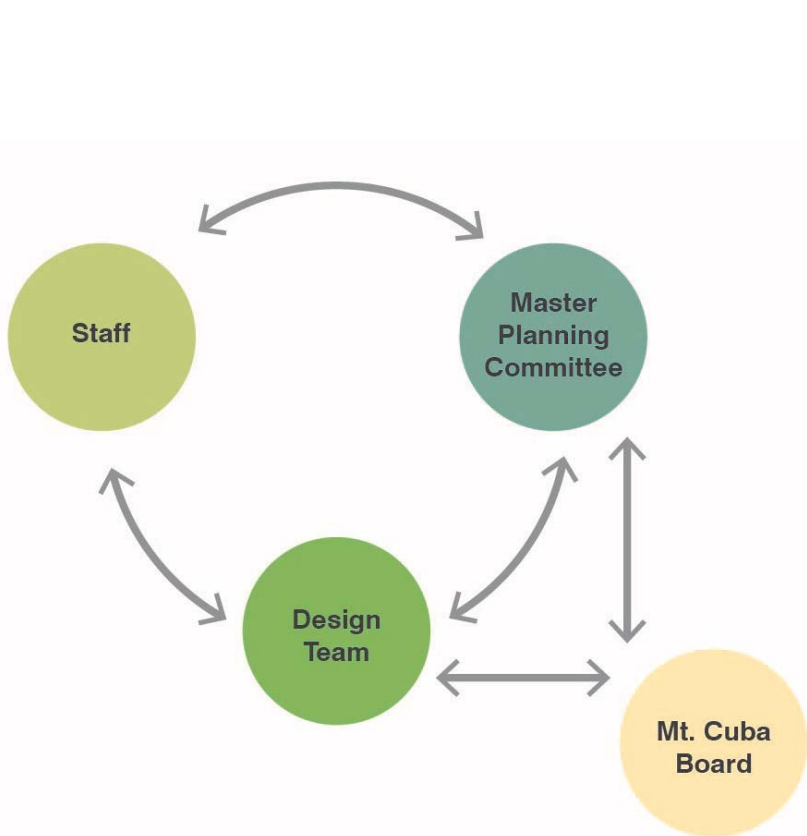 Staff
Master
Planning
Committee
Design
Team
Mt. Cuba
Board